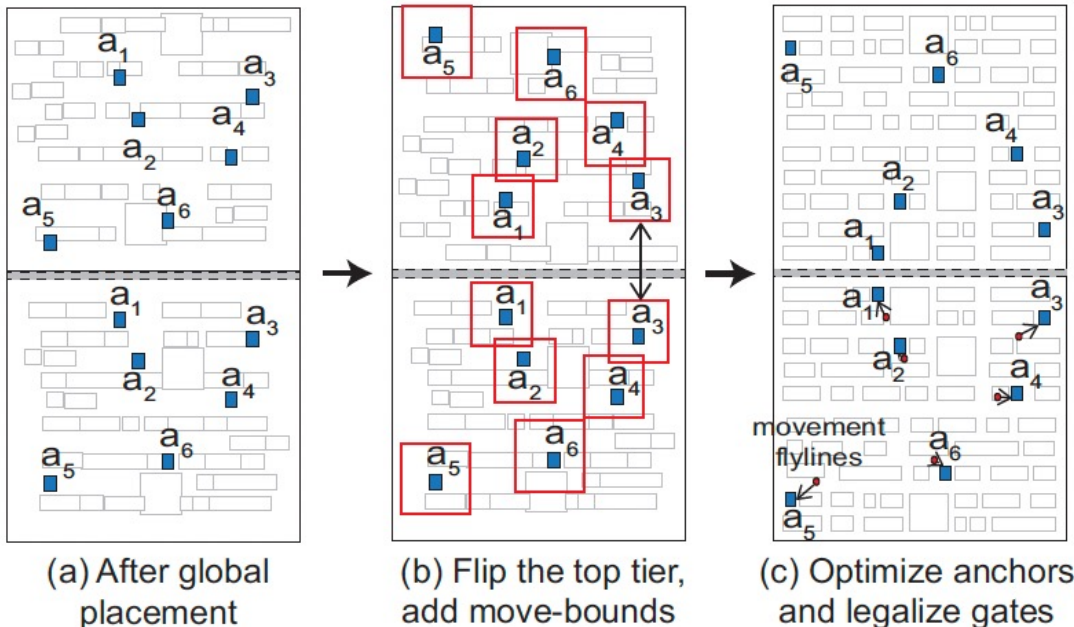 a1
a3
a4
a2
a5
a6
a1
a3
a2
a4
a6
a5
(a) After global
placement
a5
a6
a2
a4
a1
a3
a1
a3
a2
a4
a6
a5
(b) Flip the top tier,
add move-bounds
a6
a5
a4
a2
a3
a1
a1
a3
a2
a4
movement
flylines
a6
a5
(c) Optimize anchors
and legalize gates